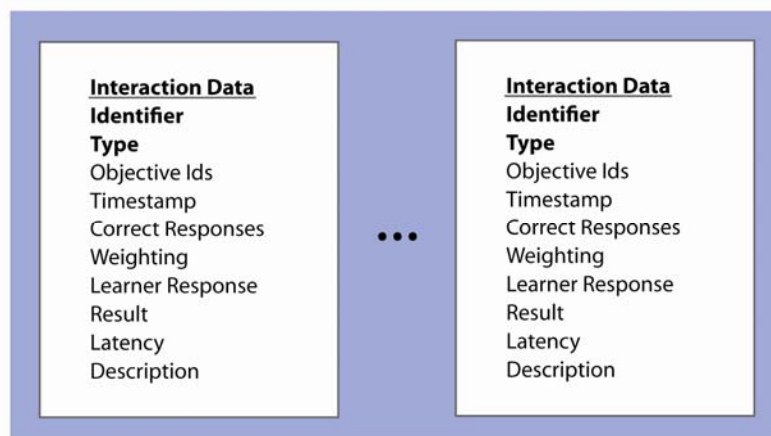 Interaction Data
Identifier
Type
Objective Ids
Timestamp
Correct Responses
Weighting
Learner Response
Result
Latency
Description
...
Interaction Data
Identifier
Type
Objective Ids
Timestamp
Correct Responses
Weighting
Learner Response
Result
Latency
Description